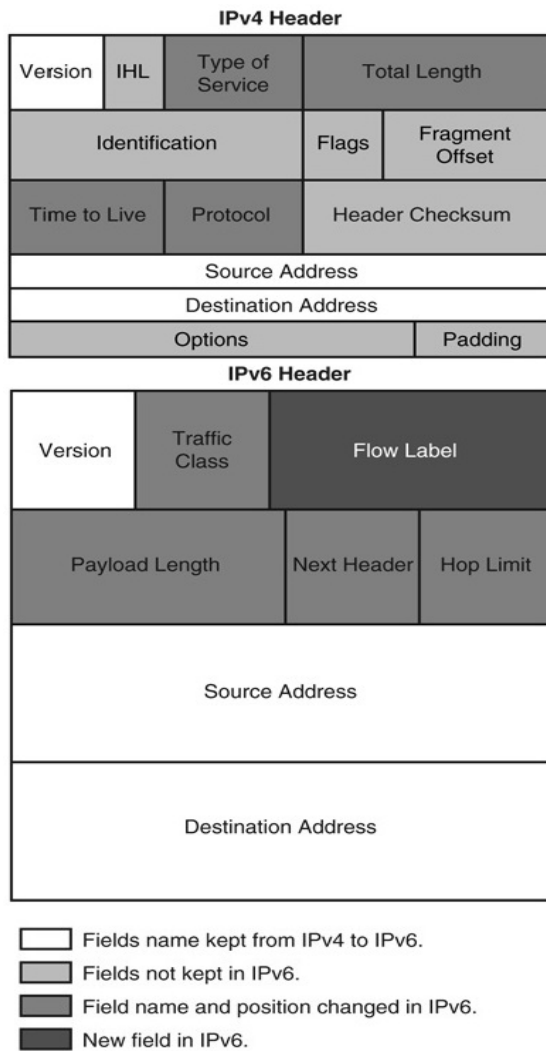 IPv4 Header
Version IHL Type of Service Total Length
Identification Flags Fragment Offset
Time to Live Protocol Header Checksum
Source Address
Destination Address
Options Padding
IPv6 Header
Version Traffic Class Flow Label
Payload Length Next Header Hop Limit
Source Address
Destination Address
Fields name kept from IPv4 to IPv6.
Fields not kept in IPv6.
Field name and position changed in IPv6.
New field in IPv6.